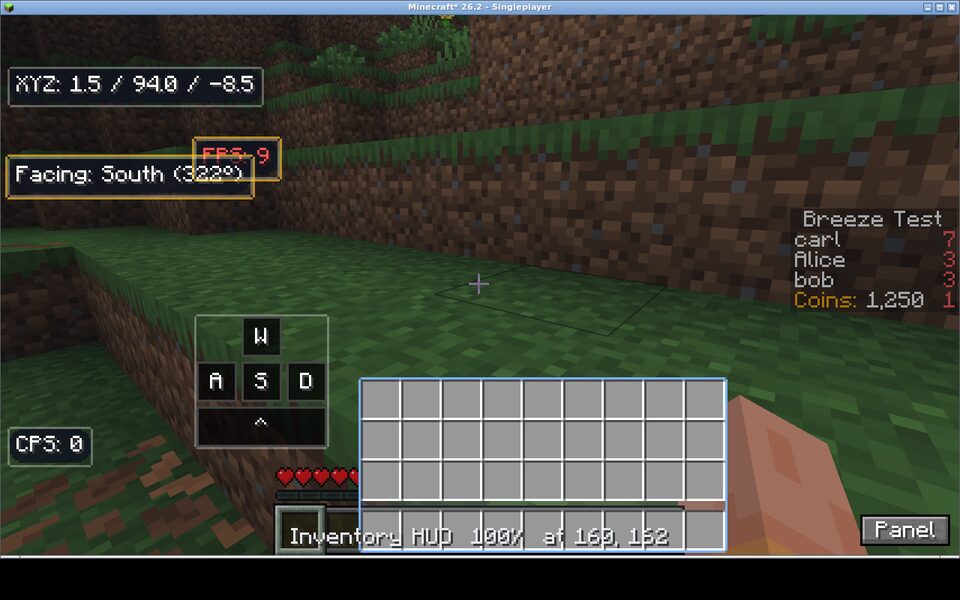 Minecraft* 26.2 - Singleplayer
XYZ: 1.5 / 94.0 / -8.5
FPS: 9
Facing: South (322º)
Breeze Test
carl 7
Alice 3
bob 3
Coins: 1,250 1
W
A S D
^
CPS: 0
Inventory HUD 100% at 160, 162
Panel